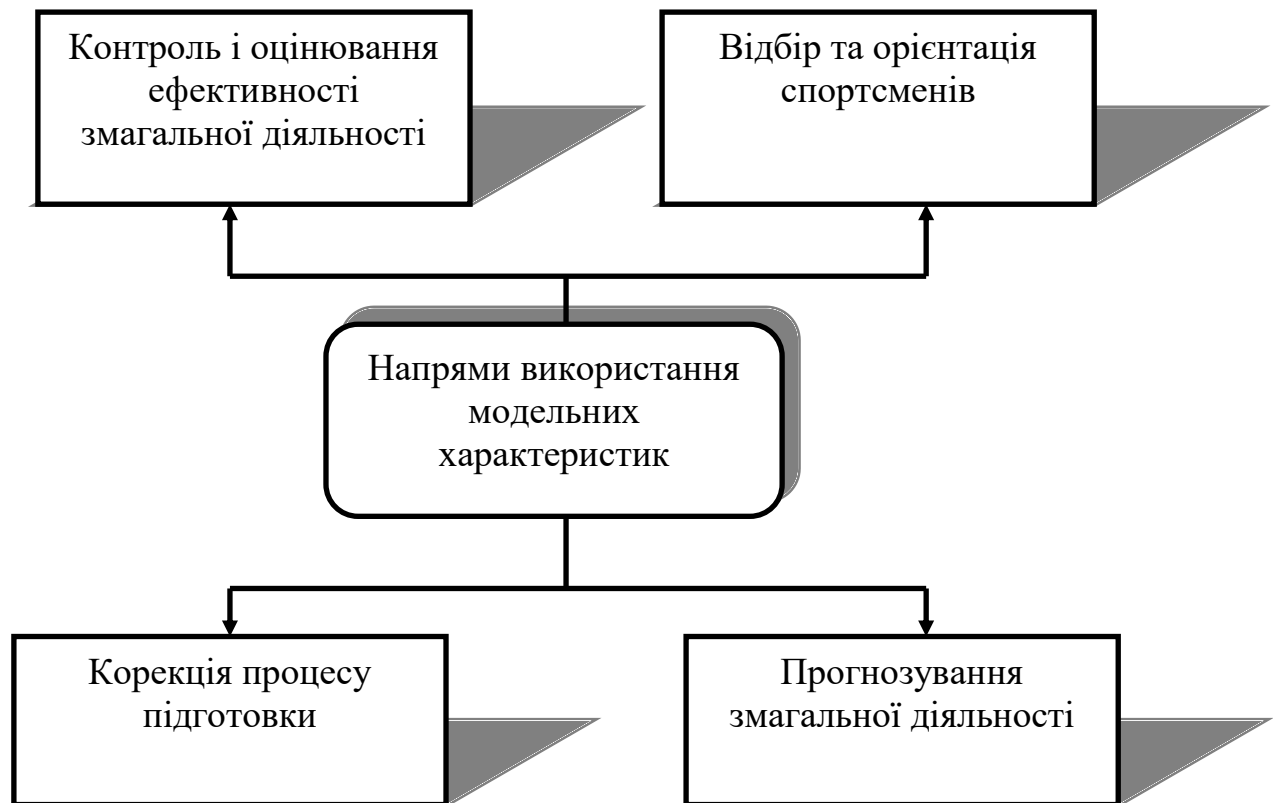 Контроль і оцінювання
ефективності
змагальної діяльності
Відбір та орієнтація
спортсменів
Напрями використання
модельних
характеристик
Корекція процесу
підготовки
Прогнозування
змагальної діяльності